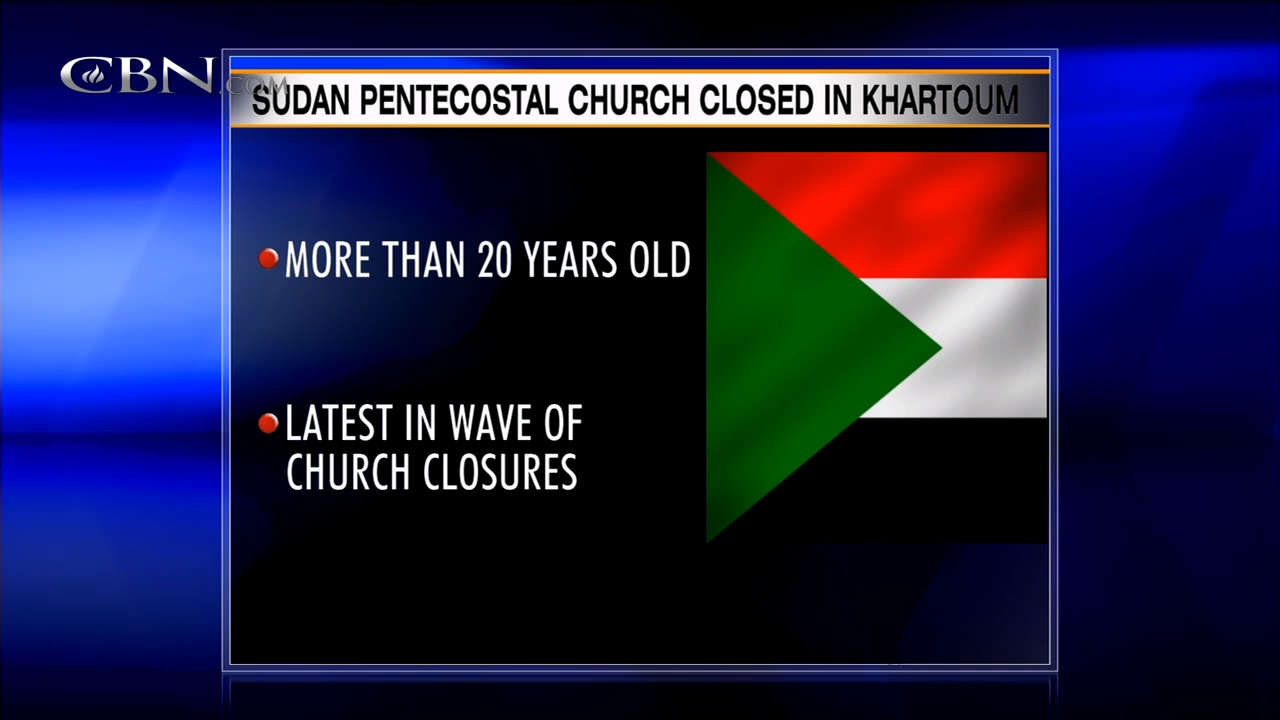 CBN.COM
SUDAN PENTECOSTAL CHURCH CLOSED IN KHARTOUM
MORE THAN 20 YEARS OLD
LATEST IN WAVE OF
CHURCH CLOSURES